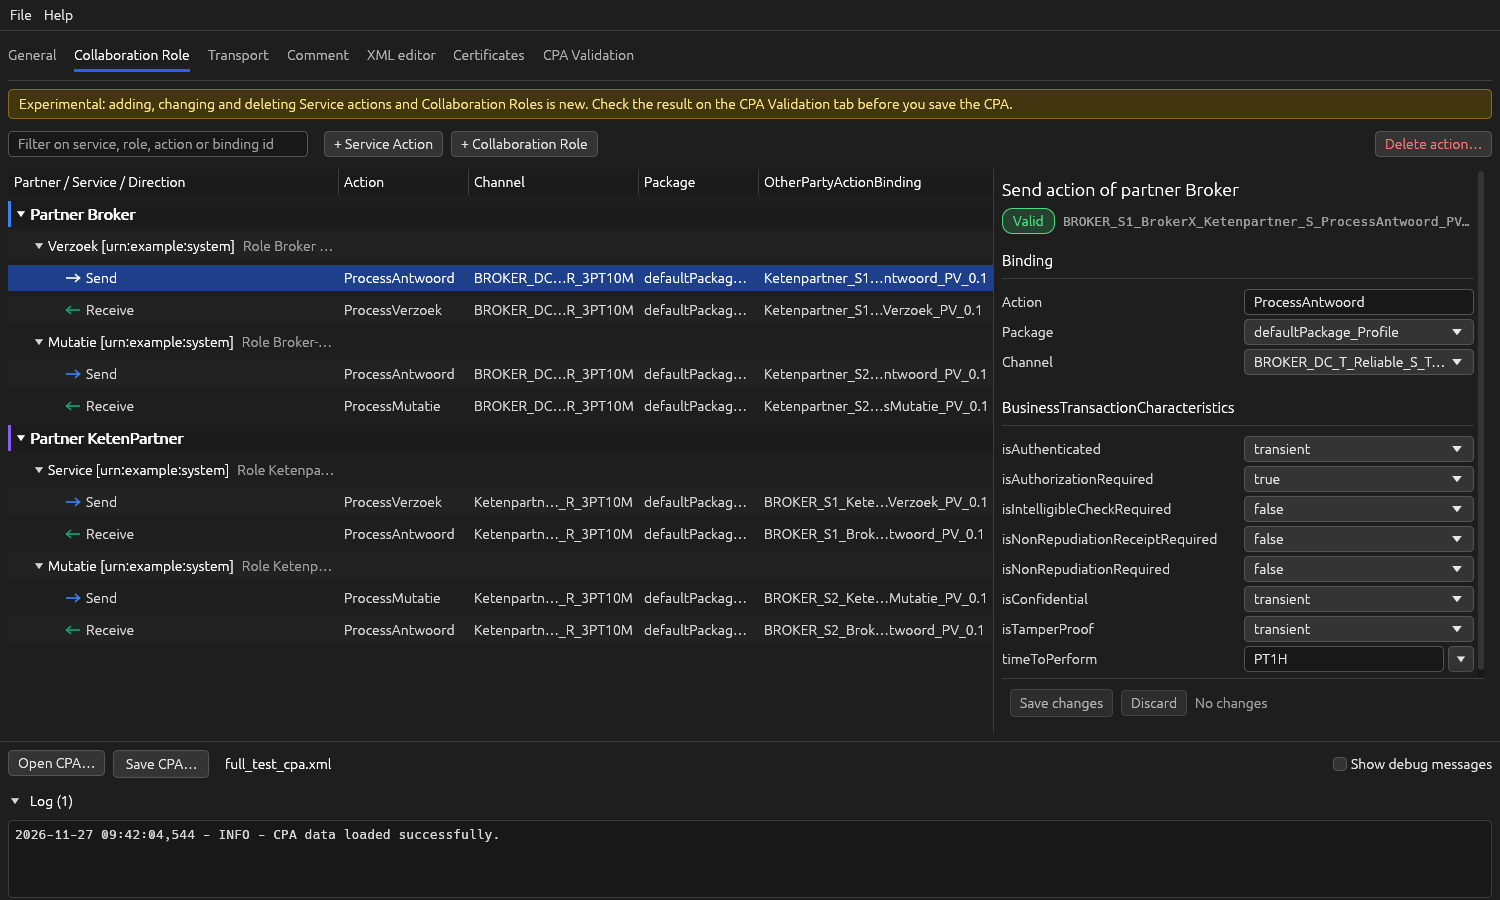 File Help
General Collaboration Role Transport Comment XML editor Certificates CPA Validation
Experimental: adding, changing and deleting Service actions and Collaboration Roles is new. Check the result on the CPA Validation tab before you save the CPA.
Filter on service, role, action or binding id + Service Action + Collaboration Role Delete action...
Partner / Service / Direction Action Channel Package OtherPartyActionBinding
Partner Broker
Verzoek [urn:example:system] Role Broker ...
Send ProcessAntwoord BROKER_DC...R_3PT10M defaultPackag... Ketenpartner_S1...ntwoord_PV_0.1
Receive ProcessVerzoek BROKER_DC...R_3PT10M defaultPackag... Ketenpartner_S1...Verzoek_PV_0.1
Mutatie [urn:example:system] Role Broker-...
Send ProcessAntwoord BROKER_DC...R_3PT10M defaultPackag... Ketenpartner_S2...ntwoord_PV_0.1
Receive ProcessMutatie BROKER_DC...R_3PT10M defaultPackag... Ketenpartner_S2...sMutatie_PV_0.1
Partner KetenPartner
Service [urn:example:system] Role Ketenpa...
Send ProcessVerzoek Ketenpartn..._R_3PT10M defaultPackag... BROKER_S1_Kete...Verzoek_PV_0.1
Receive ProcessAntwoord Ketenpartn..._R_3PT10M defaultPackag... BROKER_S1_Brok...twoord_PV_0.1
Mutatie [urn:example:system] Role Ketenp...
Send ProcessMutatie Ketenpartn..._R_3PT10M defaultPackag... BROKER_S2_Kete...Mutatie_PV_0.1
Receive ProcessAntwoord Ketenpartn..._R_3PT10M defaultPackag... BROKER_S2_Brok...twoord_PV_0.1
Send action of partner Broker
Valid BROKER_S1_BrokerX_Ketenpartner_S_ProcessAntwoord_PV...
Binding
Action ProcessAntwoord
Package defaultPackage_Profile
Channel BROKER_DC_T_Reliable_S_T...
BusinessTransactionCharacteristics
isAuthenticated transient
isAuthorizationRequired true
isIntelligibleCheckRequired false
isNonRepudiationReceiptRequired false
isNonRepudiationRequired false
isConfidential transient
isTamperProof transient
timeToPerform PT1H
Save changes Discard No changes
Open CPA... Save CPA... full_test_cpa.xml Show debug messages
Log (1)
2026-11-27 09:42:04,544 - INFO - CPA data loaded successfully.